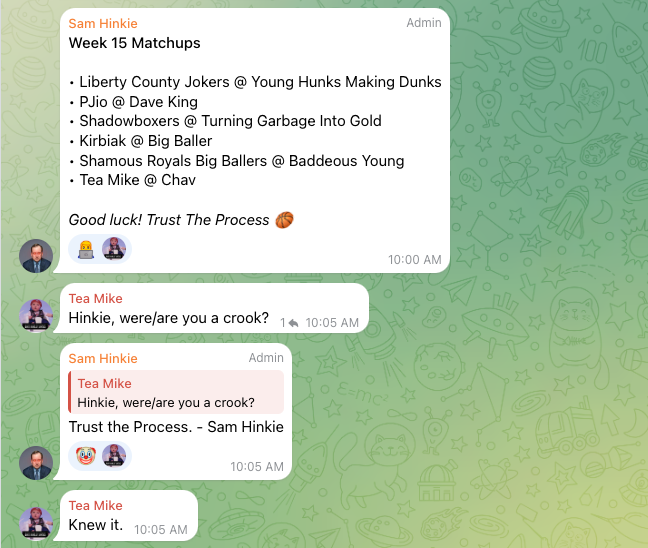 Sam Hinkie Admin
Week 15 Matchups
• Liberty County Jokers @ Young Hunks Making Dunks
• PJio @ Dave King
• Shadowboxers @ Turning Garbage Into Gold
• Kirbiak @ Big Baller
• Shamous Royals Big Ballers @ Baddeous Young
• Tea Mike @ Chav
Good luck! Trust The Process 🏀
10:00 AM
Tea Mike
Hinkie, were/are you a crook? 1 10:05 AM
Sam Hinkie Admin
Tea Mike
Hinkie, were/are you a crook?
Trust the Process. - Sam Hinkie
10:05 AM
Tea Mike
Knew it. 10:05 AM